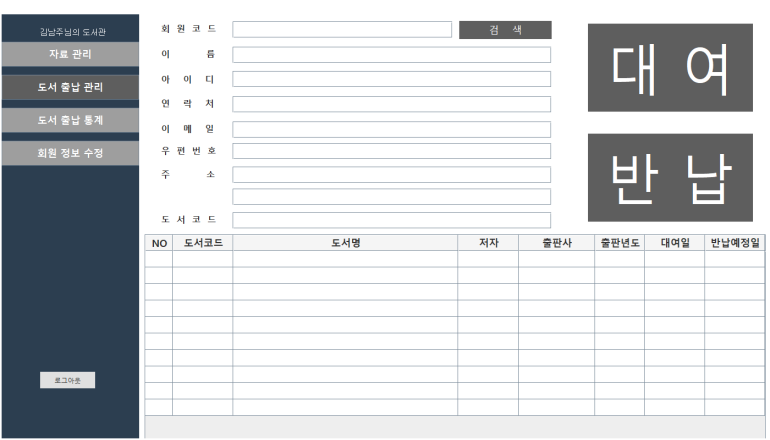 김남주님의 도서관
자료 관리
도서 출납 관리
도서 출납 통계
회원 정보 수정
로그아웃
회 원 코 드
검 색
이 름
아 이 디
연 락 처
이 메 일
우 편 번 호
주 소
도 서 코 드
대 여
반 납
NO 도서코드 도서명 저자 출판사 출판년도 대여일 반납예정일